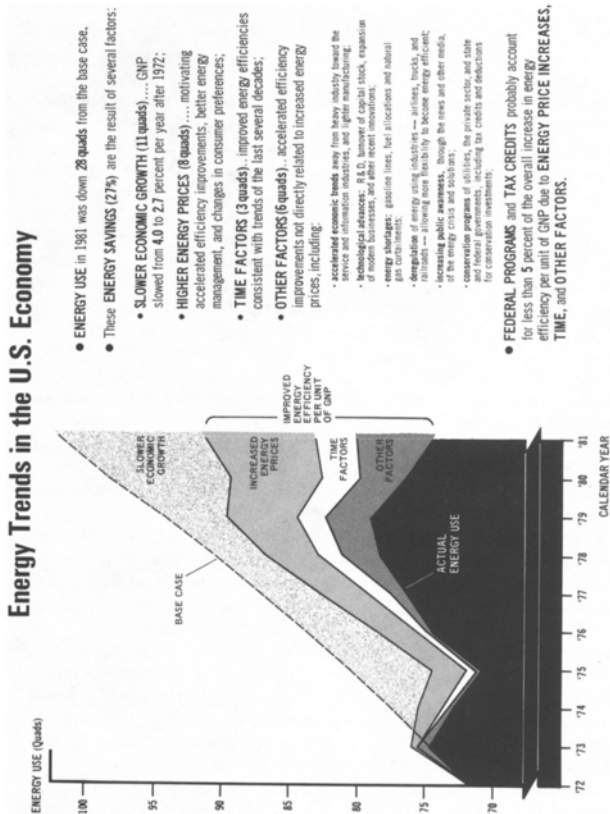 Energy Trends in the U.S. Economy
ENERGY USE (Quads)
100
95
90
85
80
75
70
BASE CASE
SLOWER
ECONOMIC
GROWTH
INCREASED
ENERGY
PRICES
TIME
FACTORS
OTHER
FACTORS
ACTUAL
ENERGY USE
IMPROVED
ENERGY
EFFICIENCY
PER UNIT
OF GNP
'72 '73 '74 '75 '76 '77 '78 '79 '80 '81
CALENDAR YEAR
• ENERGY USE in 1981 was down 28 quads from the base case.
• These ENERGY SAVINGS (27%) are the result of several factors:
• SLOWER ECONOMIC GROWTH (11 quads).... GNP
slowed from 4.0 to 2.7 percent per year after 1972;
• HIGHER ENERGY PRICES (8 quads)..... motivating
accelerated efficiency improvements, better energy
management, and changes in consumer preferences;
• TIME FACTORS (3 quads).. improved energy efficiencies
consistent with trends of the last several decades;
• OTHER FACTORS (6 quads).. accelerated efficiency
improvements not directly related to increased energy
prices, including:
- accelerated economic trends away from heavy industry toward the
service and information industries, and lighter manufacturing;
- technological advances: R & D, turnover of capital stock, expansion
of modern businesses, and other recent innovations;
- energy shortages: gasoline lines, fuel allocations and natural
gas curtailments;
- deregulation of energy using industries — airlines, trucks, and
railroads — allowing more flexibility to become energy efficient;
- increasing public awareness, through the news and other media,
of the energy crisis and solutions;
- conservation programs of utilities, the private sector, and state
and federal governments, including tax credits and deductions
for conservation investments;
• FEDERAL PROGRAMS and TAX CREDITS probably account
for less than 5 percent of the overall increase in energy
efficiency per unit of GNP due to ENERGY PRICE INCREASES,
TIME, and OTHER FACTORS.